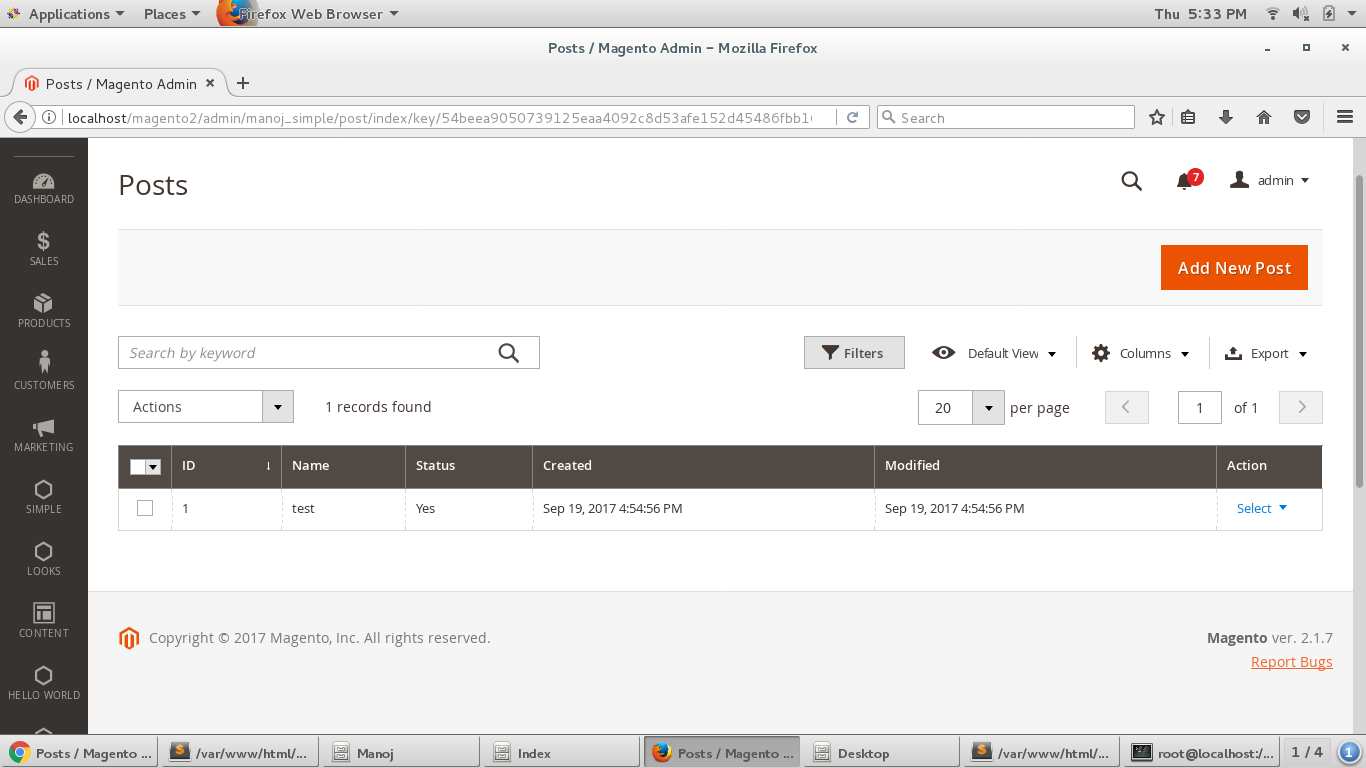 Applications Places Firefox Web Browser Thu 5:33 PM
Posts / Magento Admin – Mozilla Firefox
Posts / Magento Admin
localhost/magento2/admin/manoj_simple/post/index/key/54beea9050739125eaa4092c8d53afe152d45486fbb1 Search
Posts 7 admin
DASHBOARD
SALES
Add New Post
PRODUCTS
Search by keyword Filters Default View Columns Export
CUSTOMERS
Actions 1 records found 20 per page 1 of 1
MARKETING
ID ↓ Name Status Created Modified Action
1 test Yes Sep 19, 2017 4:54:56 PM Sep 19, 2017 4:54:56 PM Select
SIMPLE
LOOKS
CONTENT
Copyright © 2017 Magento, Inc. All rights reserved. Magento ver. 2.1.7
Report Bugs
HELLO WORLD
Posts / Magento ... /var/www/html/... Manoj Index Posts / Magento ... Desktop /var/www/html/... root@localhost:/... 1 / 4 1